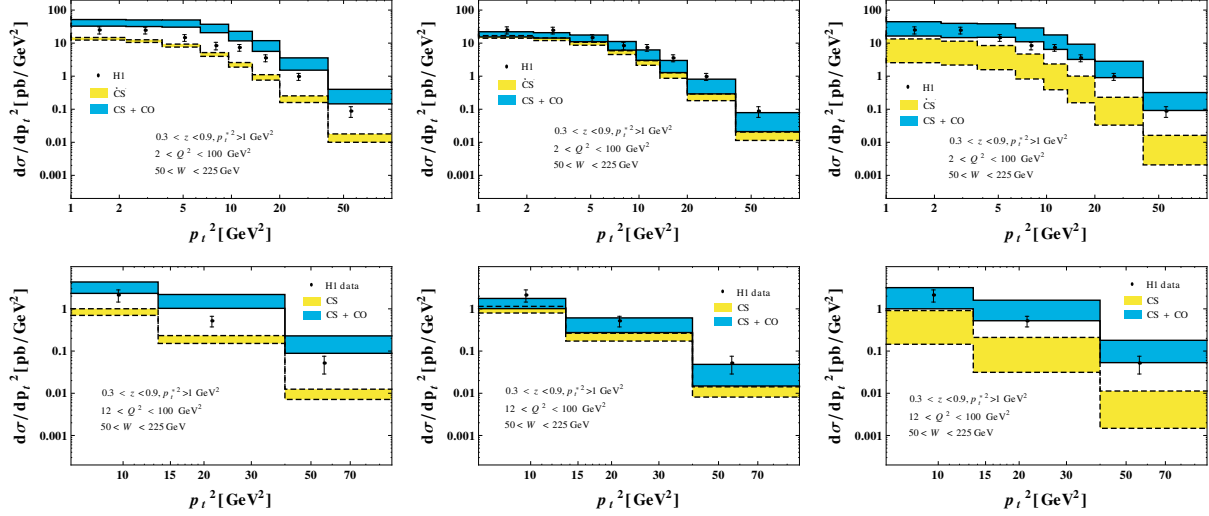 dσ/dp_t^2 [pb/GeV^2]
100
10
1
0.1
0.01
0.001
H1
CS
CS + CO
0.3 < z <0.9, p_t^{*2}>1 GeV^2
2 < Q^2 < 100 GeV^2
50< W < 225 GeV
1 2 5 10 20 50
p_t^2 [GeV^2]
dσ/dp_t^2 [pb/GeV^2]
100
10
1
0.1
0.01
0.001
H1
CS
CS + CO
0.3 < z <0.9, p_t^{*2}>1 GeV^2
2 < Q^2 < 100 GeV^2
50< W < 225 GeV
1 2 5 10 20 50
p_t^2 [GeV^2]
dσ/dp_t^2 [pb/GeV^2]
100
10
1
0.1
0.01
0.001
H1
CS
CS + CO
0.3 < z <0.9, p_t^{*2}>1 GeV^2
2 < Q^2 < 100 GeV^2
50< W < 225 GeV
1 2 5 10 20 50
p_t^2 [GeV^2]
dσ/dp_t^2 [pb/GeV^2]
1
0.1
0.01
0.001
H1 data
CS
CS + CO
0.3 < z <0.9, p_t^{*2}>1 GeV^2
12 < Q^2 < 100 GeV^2
50< W < 225 GeV
10 15 20 30 50 70
p_t^2 [GeV^2]
dσ/dp_t^2 [pb/GeV^2]
1
0.1
0.01
0.001
H1 data
CS
CS + CO
0.3 < z <0.9, p_t^{*2}>1 GeV^2
12 < Q^2 < 100 GeV^2
50< W < 225 GeV
10 15 20 30 50 70
p_t^2 [GeV^2]
dσ/dp_t^2 [pb/GeV^2]
1
0.1
0.01
0.001
H1 data
CS
CS + CO
0.3 < z <0.9, p_t^{*2}>1 GeV^2
12 < Q^2 < 100 GeV^2
50< W < 225 GeV
10 15 20 30 50 70
p_t^2 [GeV^2]